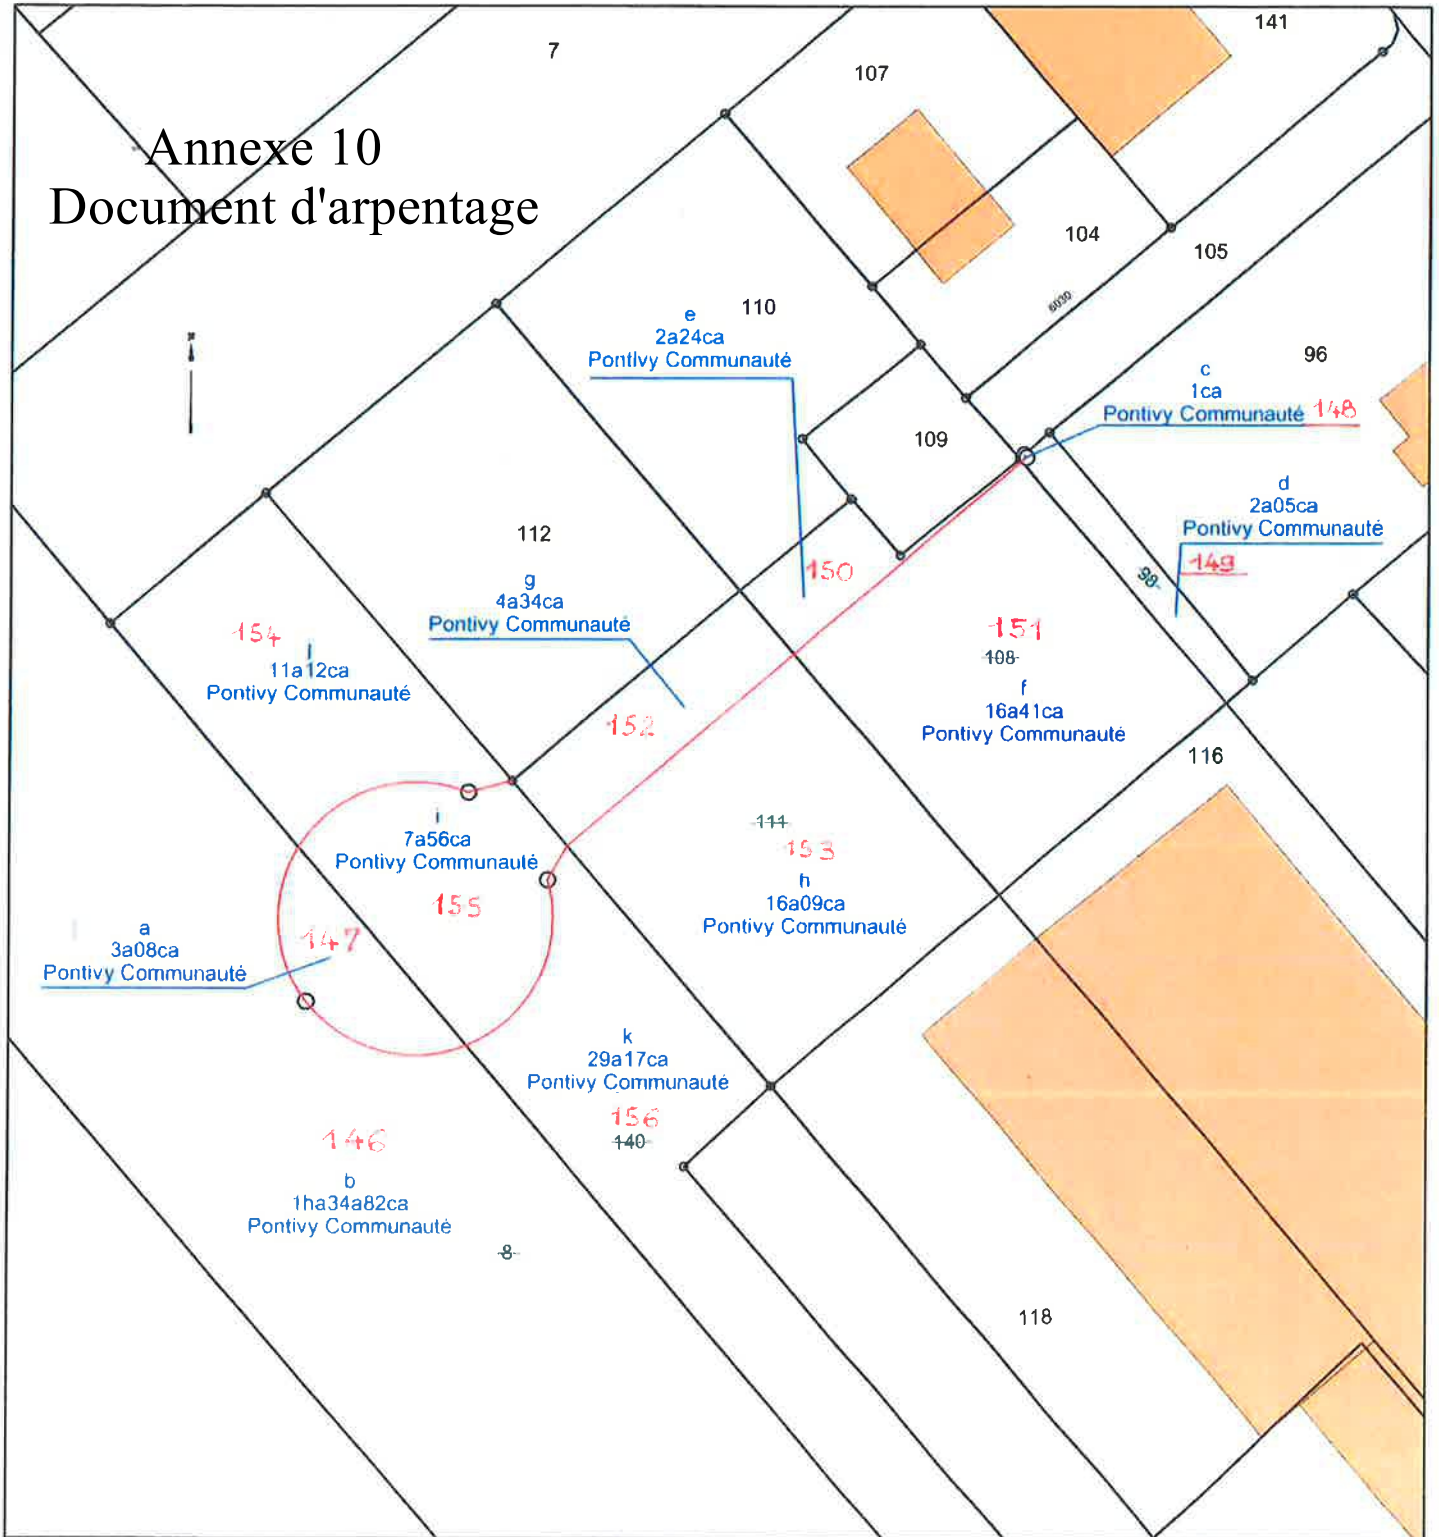 141
7
107
Annexe 10
Document d'arpentage
104
105
6030
110
e
2a24ca
Pontivy Communauté
96
c
1ca
Pontivy Communauté 148
109
d
2a05ca
Pontivy Communauté
149
112
98
150
g
4a34ca
Pontivy Communauté
154
j
11a12ca
Pontivy Communauté
151
108
f
16a41ca
Pontivy Communauté
152
116
111
153
h
16a09ca
Pontivy Communauté
i
7a56ca
Pontivy Communauté
155
147
a
3a08ca
Pontivy Communauté
k
29a17ca
Pontivy Communauté
156
140
146
b
1ha34a82ca
Pontivy Communauté
8
118